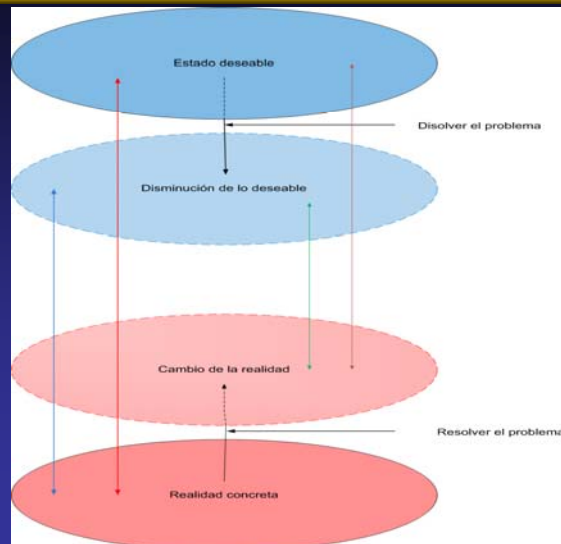 Estado deseable
Disolver el problema
Disminución de lo deseable
Cambio de la realidad
Resolver el problema
Realidad concreta